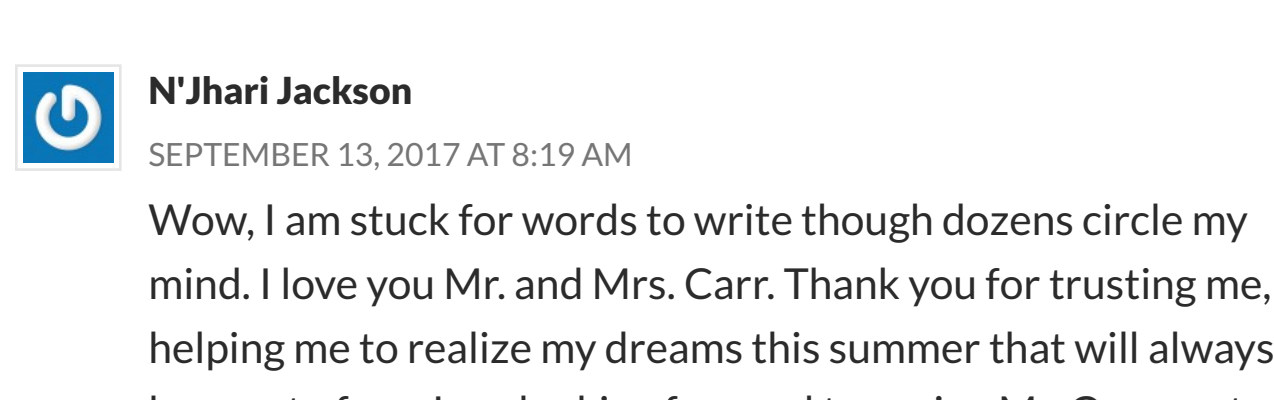 N'Jhari Jackson
SEPTEMBER 13, 2017 AT 8:19 AM
Wow, I am stuck for words to write though dozens circle my
mind. I love you Mr. and Mrs. Carr. Thank you for trusting me,
helping me to realize my dreams this summer that will always